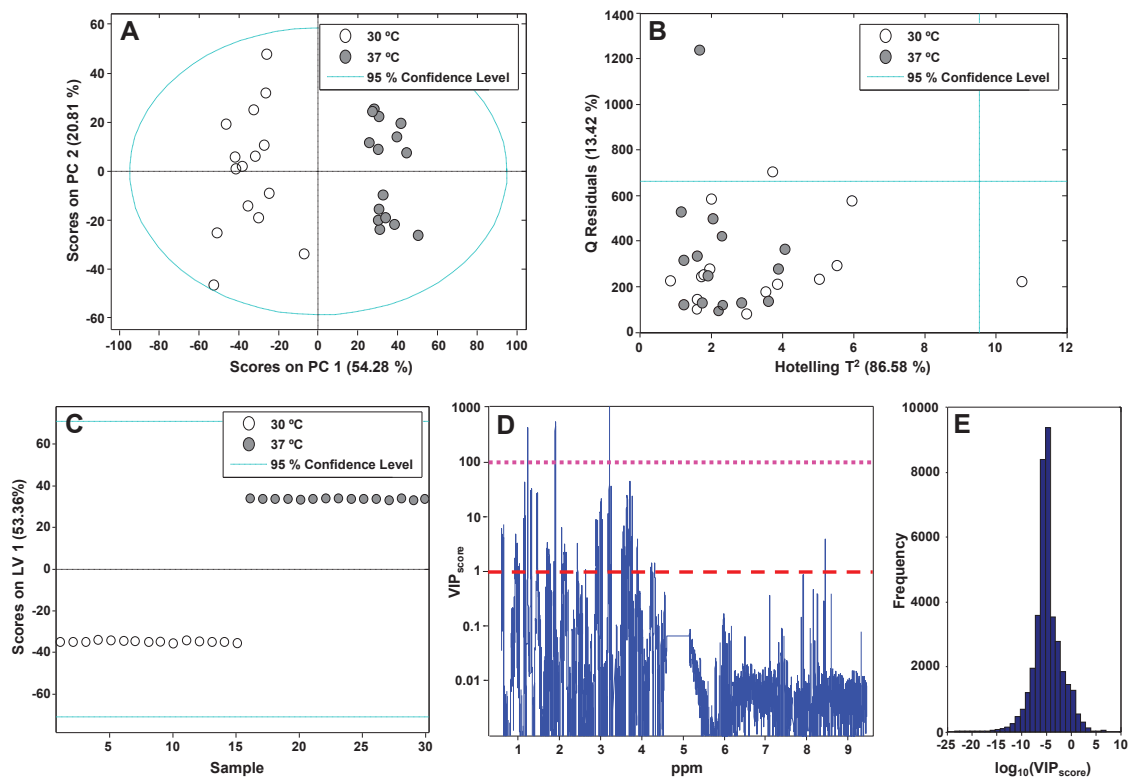 A
30 ºC
37 ºC
95 % Confidence Level
Scores on PC 2 (20.81 %)
60
40
20
0
-20
-40
-60
-100 -80 -60 -40 -20 0 20 40 60 80 100
Scores on PC 1 (54.28 %)
B
30 ºC
37 ºC
95 % Confidence Level
Q Residuals (13.42 %)
1400
1200
1000
800
600
400
200
0
0 2 4 6 8 10 12
Hotelling T² (86.58 %)
C
30 ºC
37 ºC
95 % Confidence Level
Scores on LV 1 (53.36%)
60
40
20
0
-20
-40
-60
5 10 15 20 25 30
Sample
D
VIPscore
1000
100
10
1
0.1
0.01
1 2 3 4 5 6 7 8 9
ppm
E
Frequency
10000
8000
6000
4000
2000
0
-25 -20 -15 -10 -5 0 5 10
log₁₀(VIPscore)